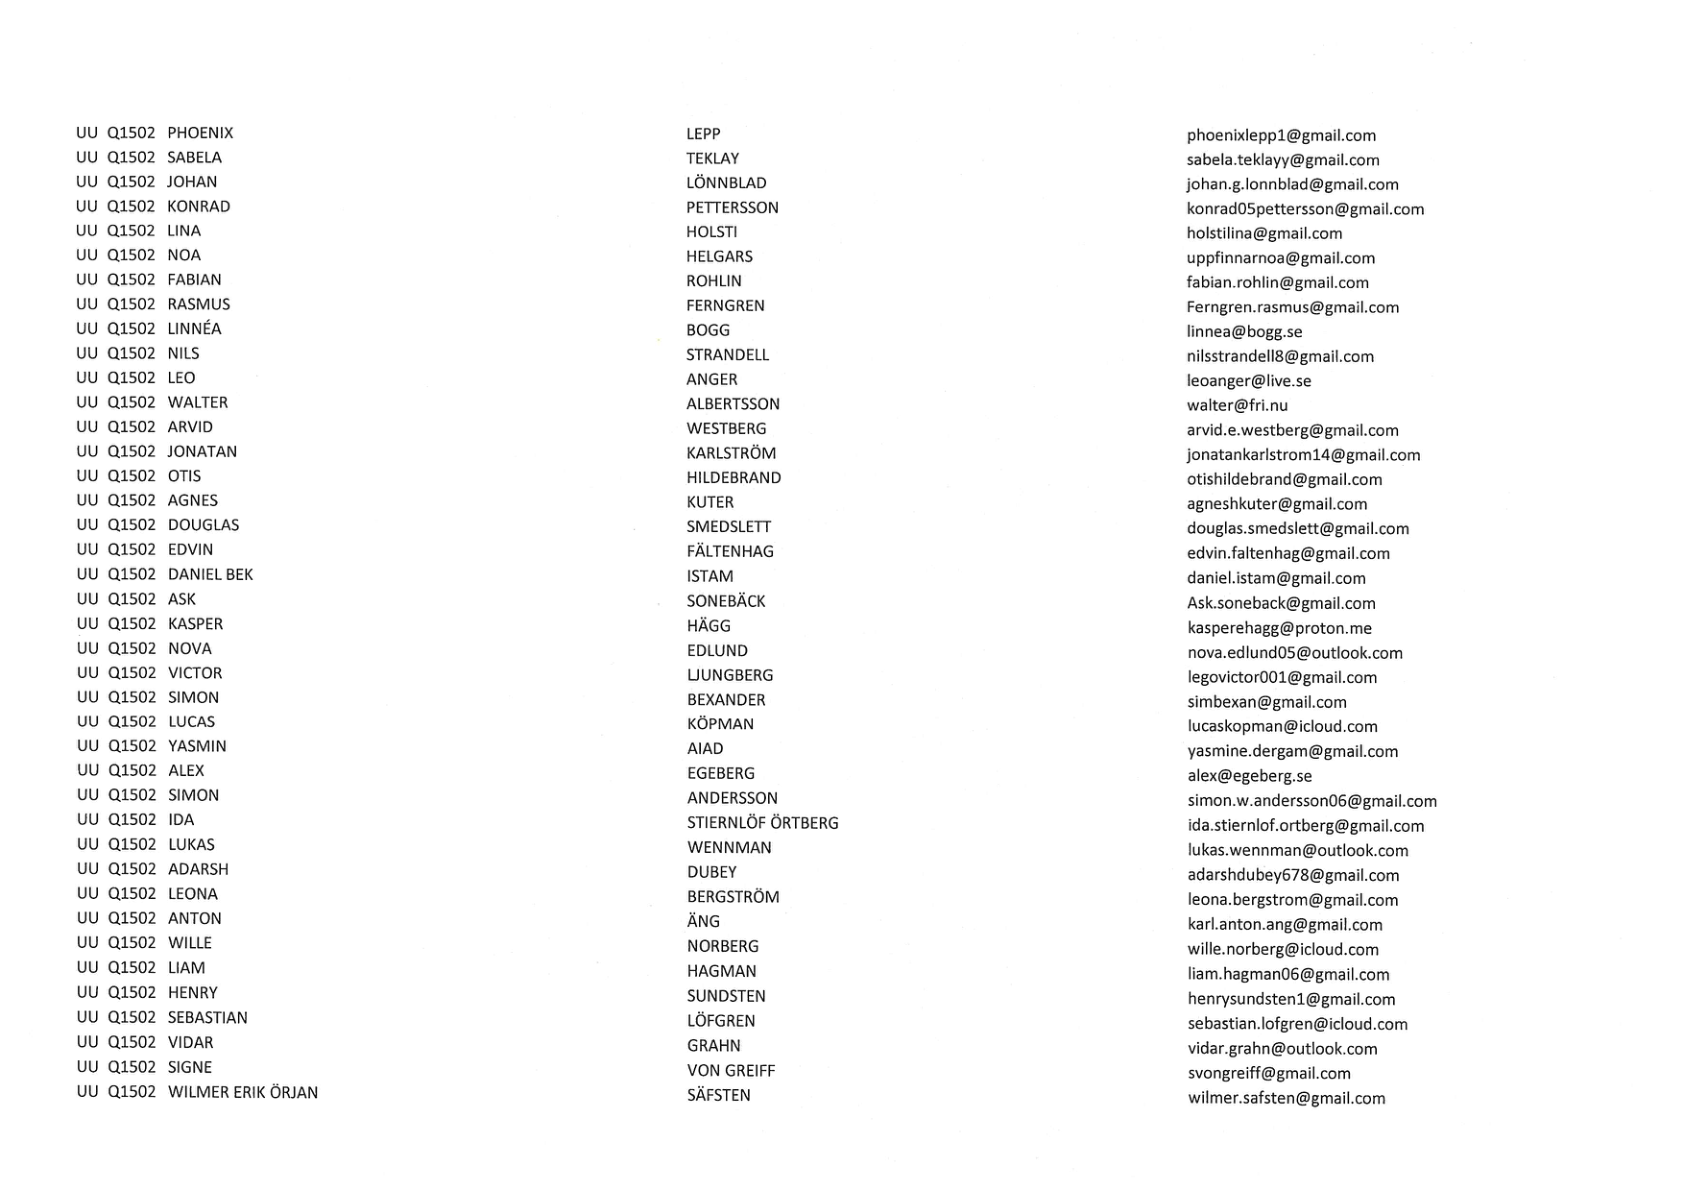 UU Q1502 PHOENIX LEPP phoenixlepp1@gmail.com
UU Q1502 SABELA TEKLAY sabela.teklayy@gmail.com
UU Q1502 JOHAN LÖNNBLAD johan.g.lonnblad@gmail.com
UU Q1502 KONRAD PETTERSSON konrad05pettersson@gmail.com
UU Q1502 LINA HOLSTI holstilina@gmail.com
UU Q1502 NOA HELGARS uppfinnarnoa@gmail.com
UU Q1502 FABIAN ROHLIN fabian.rohlin@gmail.com
UU Q1502 RASMUS FERNGREN Ferngren.rasmus@gmail.com
UU Q1502 LINNÉA BOGG linnea@bogg.se
UU Q1502 NILS STRANDELL nilsstrandell8@gmail.com
UU Q1502 LEO ANGER leoanger@live.se
UU Q1502 WALTER ALBERTSSON walter@fri.nu
UU Q1502 ARVID WESTBERG arvid.e.westberg@gmail.com
UU Q1502 JONATAN KARLSTRÖM jonatankarlstrom14@gmail.com
UU Q1502 OTIS HILDEBRAND otishildebrand@gmail.com
UU Q1502 AGNES KUTER agneshkuter@gmail.com
UU Q1502 DOUGLAS SMEDSLETT douglas.smedslett@gmail.com
UU Q1502 EDVIN FÄLTENHAG edvin.faltenhag@gmail.com
UU Q1502 DANIEL BEK ISTAM daniel.istam@gmail.com
UU Q1502 ASK SONEBÄCK Ask.soneback@gmail.com
UU Q1502 KASPER HÄGG kasperehagg@proton.me
UU Q1502 NOVA EDLUND nova.edlund05@outlook.com
UU Q1502 VICTOR LJUNGBERG legovictor001@gmail.com
UU Q1502 SIMON BEXANDER simbexan@gmail.com
UU Q1502 LUCAS KÖPMAN lucaskopman@icloud.com
UU Q1502 YASMIN AIAD yasmine.dergam@gmail.com
UU Q1502 ALEX EGEBERG alex@egeberg.se
UU Q1502 SIMON ANDERSSON simon.w.andersson06@gmail.com
UU Q1502 IDA STIERNLÖF ÖRTBERG ida.stiernlof.ortberg@gmail.com
UU Q1502 LUKAS WENNMAN lukas.wennman@outlook.com
UU Q1502 ADARSH DUBEY adarshdubey678@gmail.com
UU Q1502 LEONA BERGSTRÖM leona.bergstrom@gmail.com
UU Q1502 ANTON ÄNG karl.anton.ang@gmail.com
UU Q1502 WILLE NORBERG wille.norberg@icloud.com
UU Q1502 LIAM HAGMAN liam.hagman06@gmail.com
UU Q1502 HENRY SUNDSTEN henrysundsten1@gmail.com
UU Q1502 SEBASTIAN LÖFGREN sebastian.lofgren@icloud.com
UU Q1502 VIDAR GRAHN vidar.grahn@outlook.com
UU Q1502 SIGNE VON GREIFF svongreiff@gmail.com
UU Q1502 WILMER ERIK ÖRJAN SÄFSTEN wilmer.safsten@gmail.com